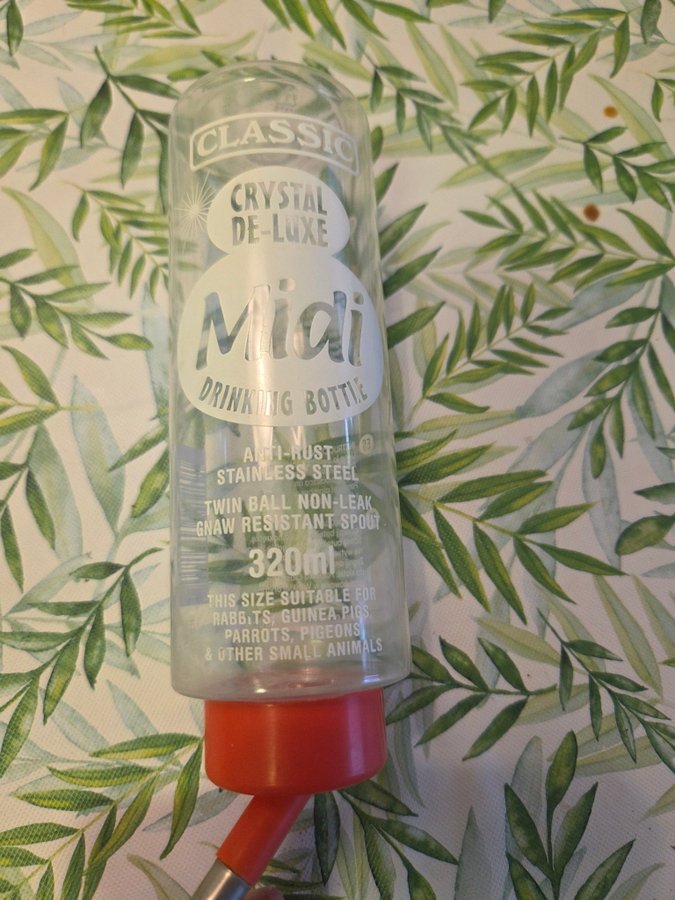 CLASSIC
CRYSTAL
DE-LUXE
Midi
DRINKING BOTTLE
ANTI-RUST
STAINLESS STEEL
TWIN BALL NON-LEAK
GNAW RESISTANT SPOUT
320ml
THIS SIZE SUITABLE FOR
RABBITS, GUINEA PIGS
PARROTS, PIGEONS
& OTHER SMALL ANIMALS